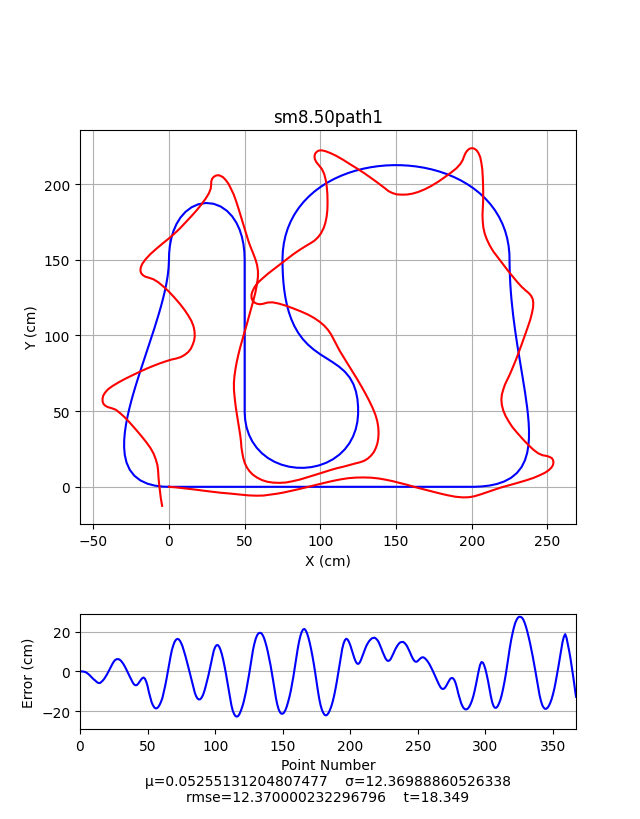 sm8.50path1
Y (cm)
200
150
100
50
0
−50 0 50 100 150 200 250
X (cm)
Error (cm)
20
0
−20
0 50 100 150 200 250 300 350
Point Number
μ=0.05255131204807477 σ=12.36988860526338
rmse=12.370000232296796 t=18.349